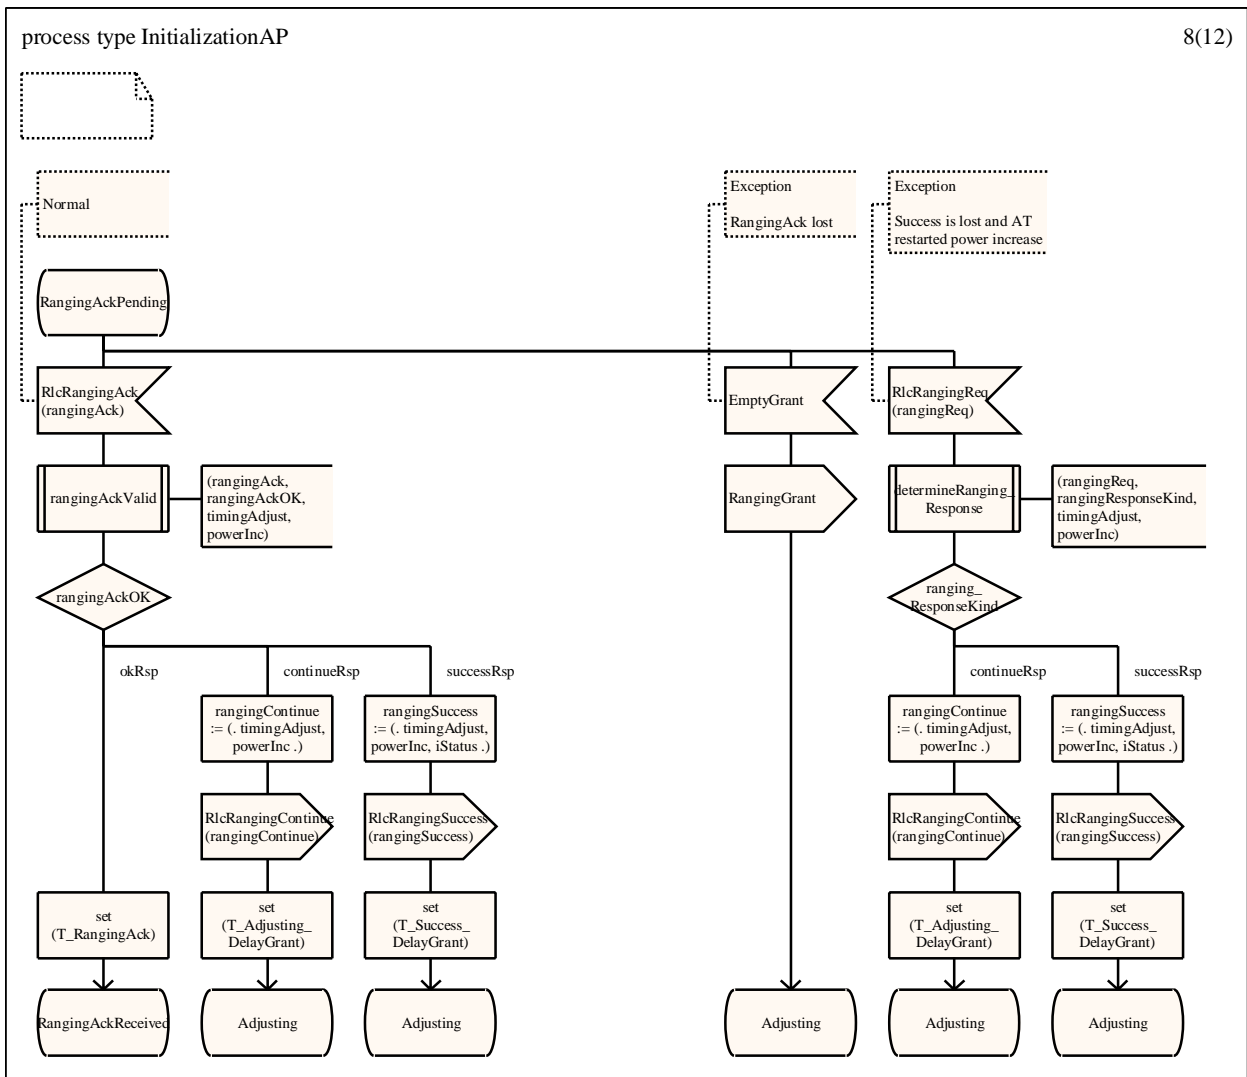 process type InitializationAP
8(12)
Normal
Exception
RangingAck lost
Exception
Success is lost and AT
restarted power increase
RangingAckPending
RlcRangingAck
(rangingAck)
EmptyGrant
RlcRangingReq
(rangingReq)
rangingAckValid
(rangingAck,
rangingAckOK,
timingAdjust,
powerInc)
RangingGrant
determineRanging_
Response
(rangingReq,
rangingResponseKind,
timingAdjust,
powerInc)
rangingAckOK
ranging_
ResponseKind
okRsp
continueRsp
successRsp
continueRsp
successRsp
rangingContinue
:= (. timingAdjust,
powerInc .)
rangingSuccess
:= (. timingAdjust,
powerInc, iStatus .)
rangingContinue
:= (. timingAdjust,
powerInc .)
rangingSuccess
:= (. timingAdjust,
powerInc, iStatus .)
RlcRangingContinue
(rangingContinue)
RlcRangingSuccess
(rangingSuccess)
RlcRangingContinue
(rangingContinue)
RlcRangingSuccess
(rangingSuccess)
set
(T_RangingAck)
set
(T_Adjusting_
DelayGrant)
set
(T_Success_
DelayGrant)
set
(T_Adjusting_
DelayGrant)
set
(T_Success_
DelayGrant)
RangingAckReceived
Adjusting
Adjusting
Adjusting
Adjusting
Adjusting